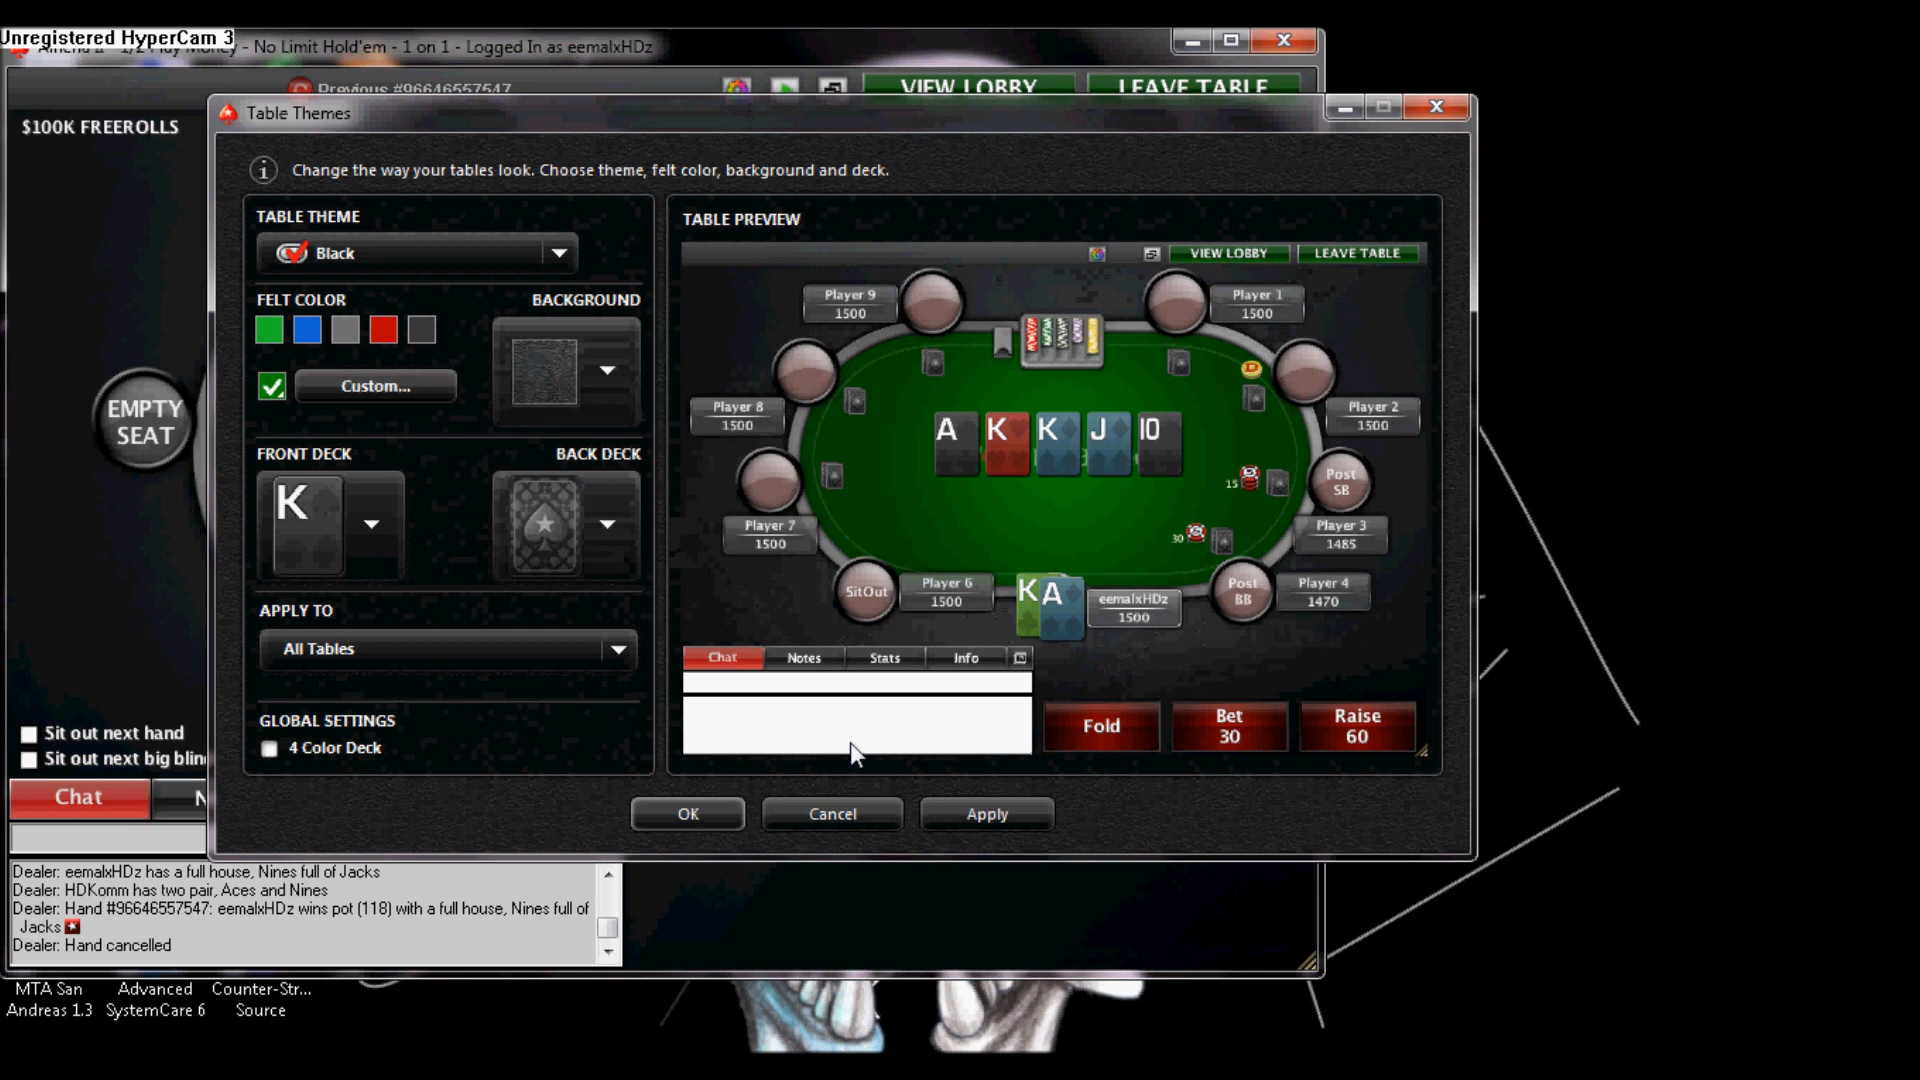 Unregistered HyperCam 3
- No Limit Hold'em - 1 on 1 - Logged In as eemalxHDz
Previous #96646557547
VIEW LOBBY
LEAVE TABLE
$100K FREEROLLS
Table Themes
Change the way your tables look. Choose theme, felt color, background and deck.
TABLE THEME
Black
FELT COLOR
BACKGROUND
Custom...
FRONT DECK
BACK DECK
K
APPLY TO
All Tables
GLOBAL SETTINGS
4 Color Deck
TABLE PREVIEW
VIEW LOBBY
LEAVE TABLE
Player 9
1500
Player 1
1500
Player 8
1500
Player 2
1500
D
A
K
K
J
10
15
Post
SB
Player 7
1500
Player 3
1485
30
SitOut
Player 6
1500
K
A
eemalxHDz
1500
Post
BB
Player 4
1470
Chat
Notes
Stats
Info
Fold
Bet
30
Raise
60
OK
Cancel
Apply
EMPTY
SEAT
Sit out next hand
Sit out next big blin
Chat
N
Dealer: eemalxHDz has a full house, Nines full of Jacks
Dealer: HDKomm has two pair, Aces and Nines
Dealer: Hand #96646557547: eemalxHDz wins pot (118) with a full house, Nines full of
Jacks
Dealer: Hand cancelled
MTA San
Andreas 1.3
Advanced
SystemCare 6
Counter-Str...
Source